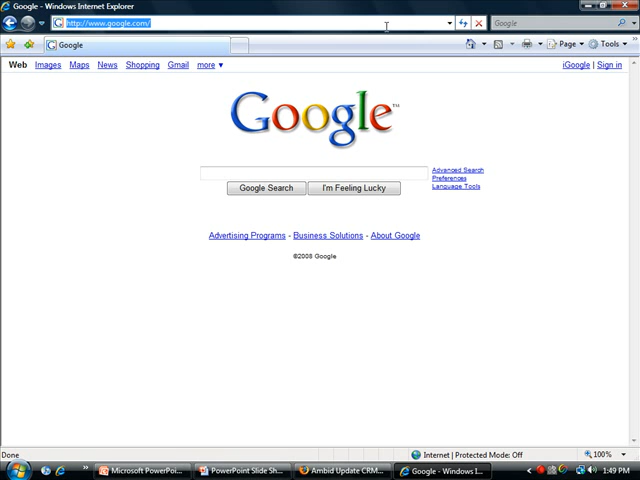 Google - Windows Internet Explorer
http://www.google.com/
Google
Google
Page
Tools
Web Images Maps News Shopping Gmail more ▼
iGoogle | Sign in
Google™
Advanced Search
Preferences
Language Tools
Google Search
I'm Feeling Lucky
Advertising Programs - Business Solutions - About Google
©2008 Google
Done
Internet | Protected Mode: Off
100%
Microsoft PowerPoi...
PowerPoint Slide Sh...
Ambid Update CRM...
Google - Windows I...
1:49 PM